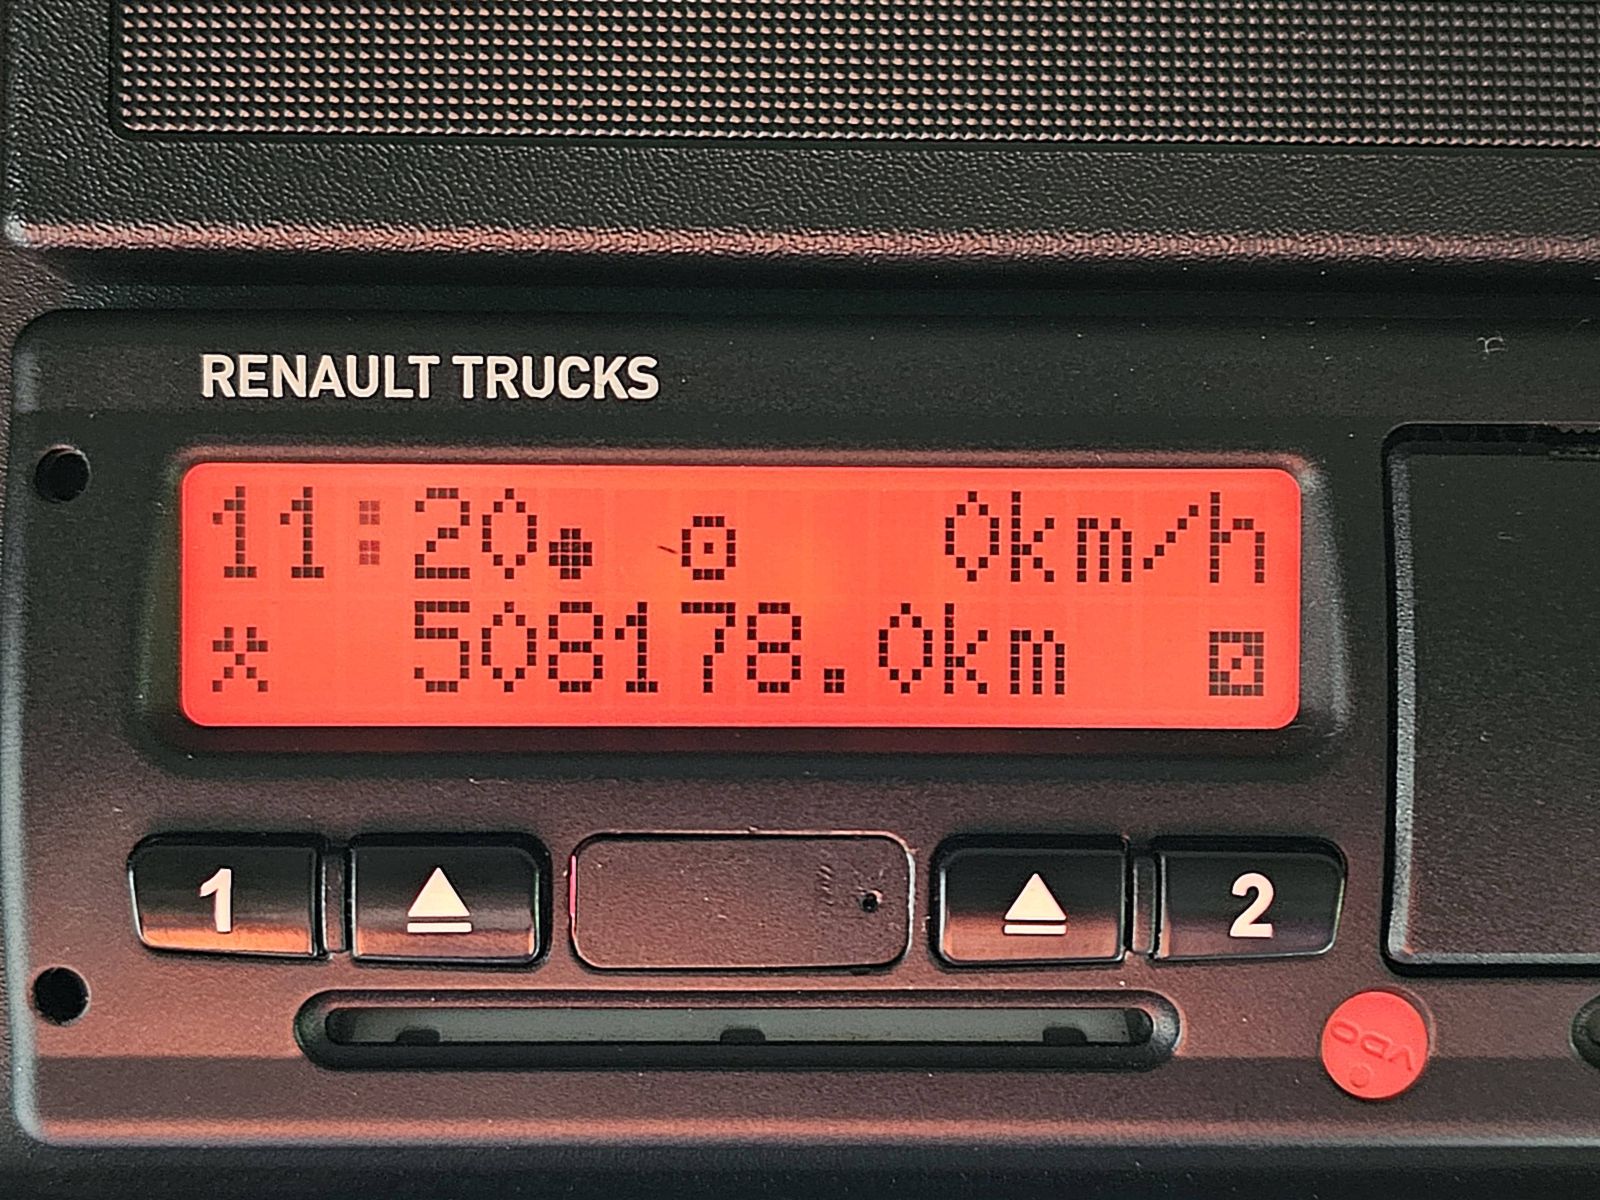 RENAULT TRUCKS
11:20 0km/h
508178.0km
1 2
VDO